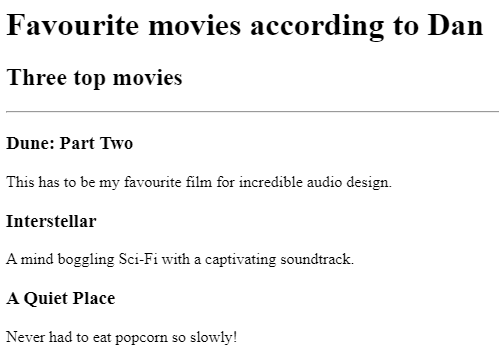 Favourite movies according to Dan
Three top movies
Dune: Part Two
This has to be my favourite film for incredible audio design.
Interstellar
A mind boggling Sci-Fi with a captivating soundtrack.
A Quiet Place
Never had to eat popcorn so slowly!